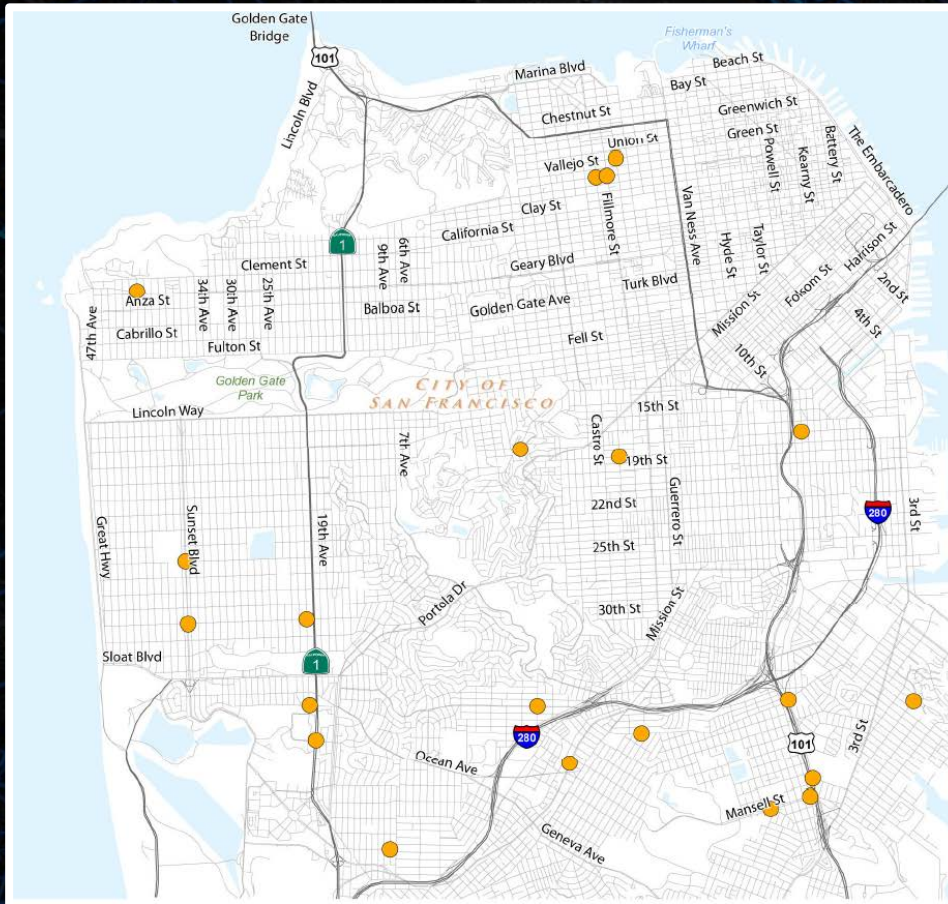 Golden Gate
Bridge
101
Fisherman's
Wharf
Beach St
Marina Blvd
Bay St
Lincoln Blvd
Chestnut St
Greenwich St
Green St
Union St
Vallejo St
Powell St
Kearny St
Battery St
The Embarcadero
Clay St
California St
Fillmore St
Van Ness Ave
Hyde St
Taylor St
Harrison St
1
6th Ave
9th Ave
Clement St
Geary Blvd
Turk Blvd
Folsom St
2nd St
34th Ave
30th Ave
25th Ave
Anza St
Balboa St
Golden Gate Ave
Mission St
4th St
47th Ave
Cabrillo St
Fulton St
Fell St
10th St
Golden Gate
Park
CITY OF
SAN FRANCISCO
Lincoln Way
15th St
7th Ave
Castro St
19th St
Guerrero St
22nd St
280
3rd St
Great Hwy
Sunset Blvd
19th Ave
25th St
Portola Dr
30th St
Mission St
Sloat Blvd
1
280
101
3rd St
Ocean Ave
Mansell St
Geneva Ave